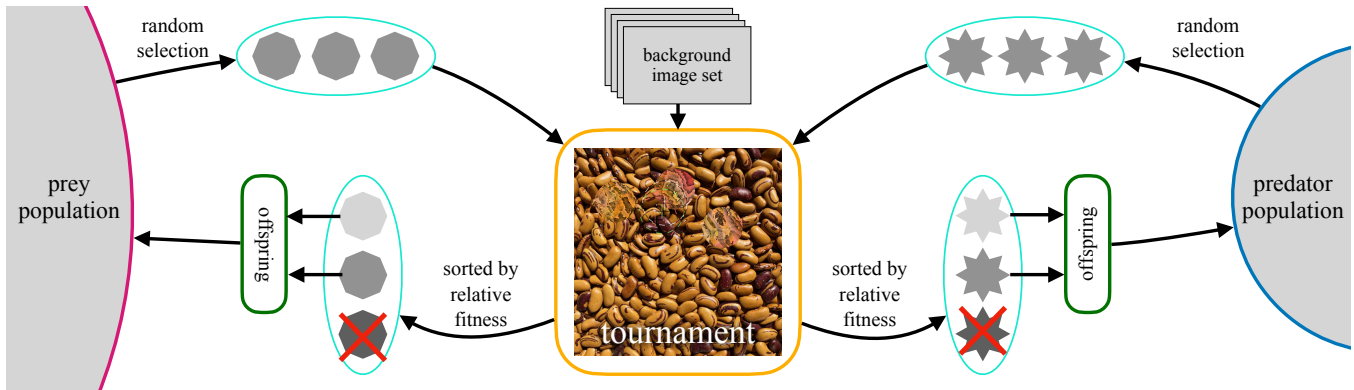 random
selection
background
image set
random
selection
prey
population
offspring
sorted by
relative
fitness
tournament
sorted by
relative
fitness
offspring
predator
population